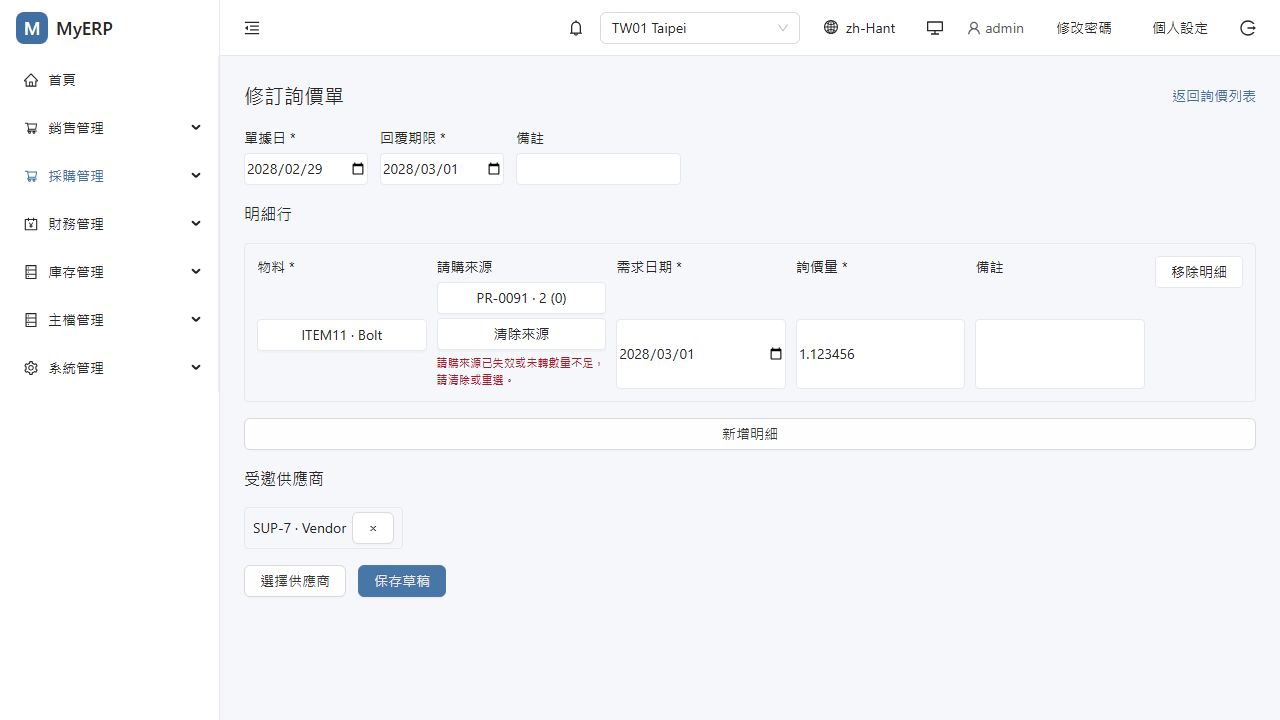 M MyERP
TW01 Taipei
zh-Hant
admin
修改密碼
個人設定
首頁
銷售管理
採購管理
財務管理
庫存管理
主檔管理
系統管理
修訂詢價單
返回詢價列表
單據日 *
回覆期限 *
備註
2028/02/29
2028/03/01
明細行
物料 *
請購來源
需求日期 *
詢價量 *
備註
移除明細
PR-0091 · 2 (0)
ITEM11 · Bolt
清除來源
請購來源已失效或未轉數量不足，
請清除或重選。
2028/03/01
1.123456
新增明細
受邀供應商
SUP-7 · Vendor
×
選擇供應商
保存草稿